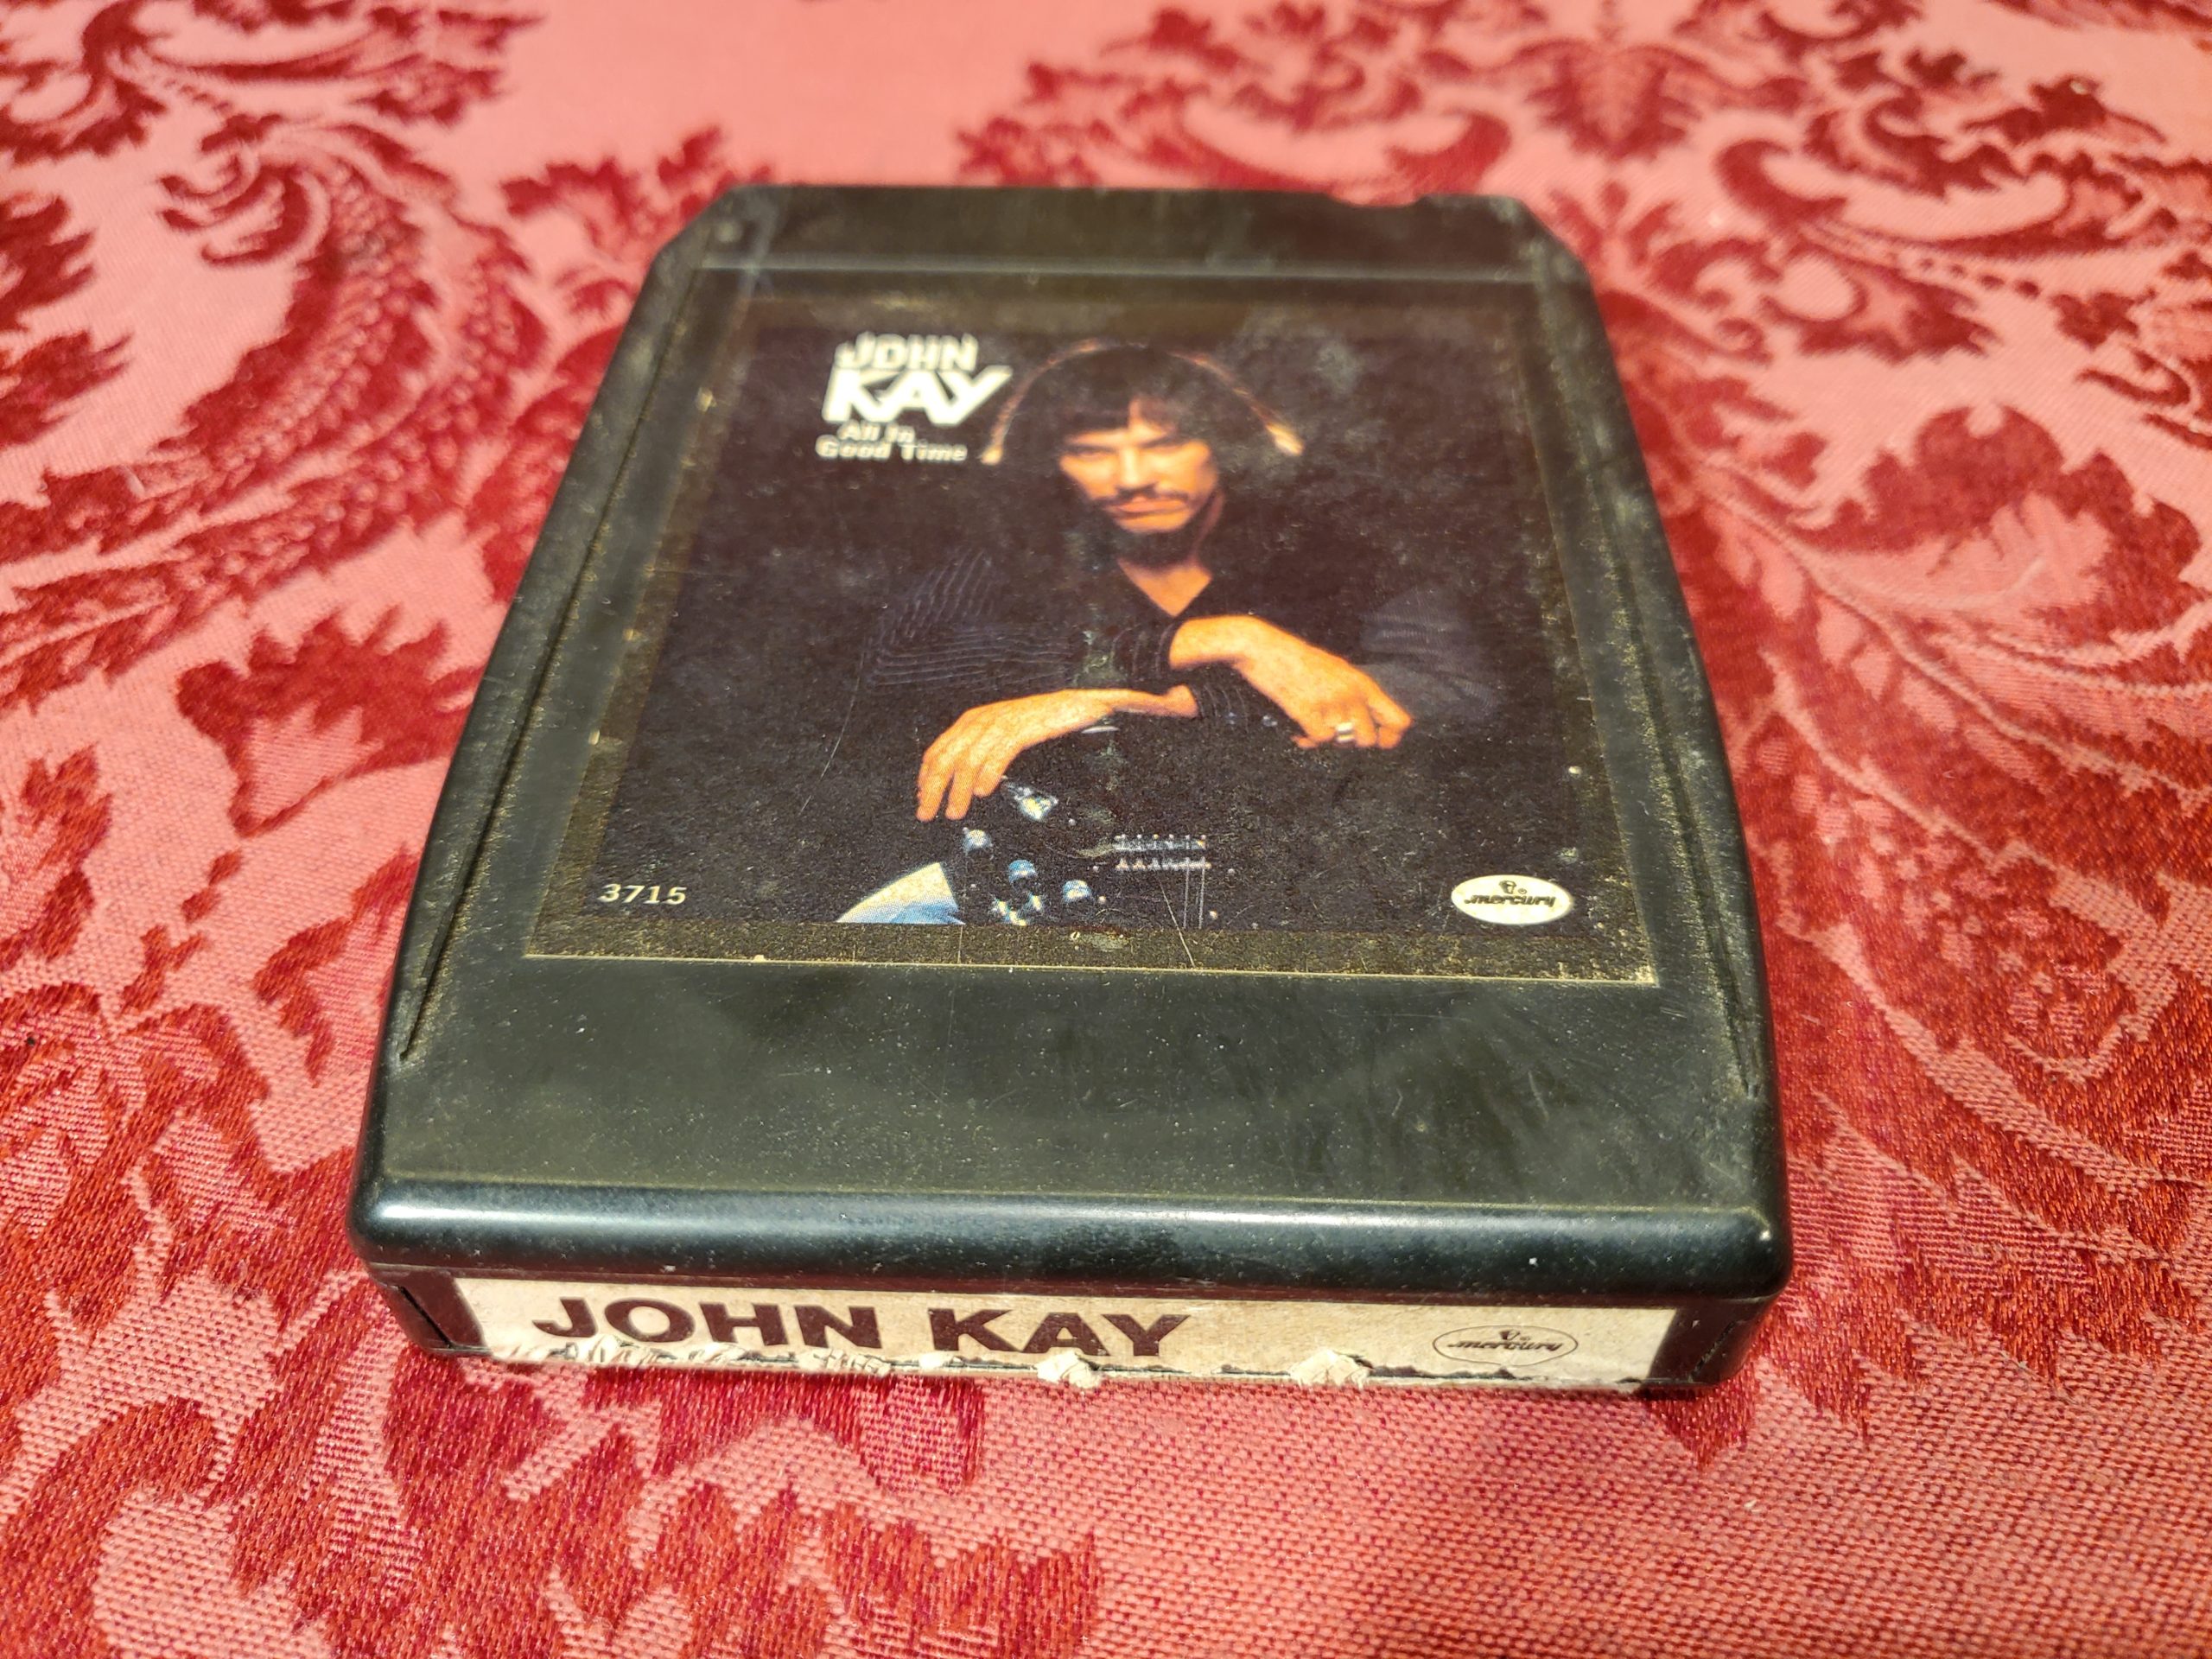 JOHN
KAY
All In
Good Time
3715
mercury
JOHN KAY
mercury